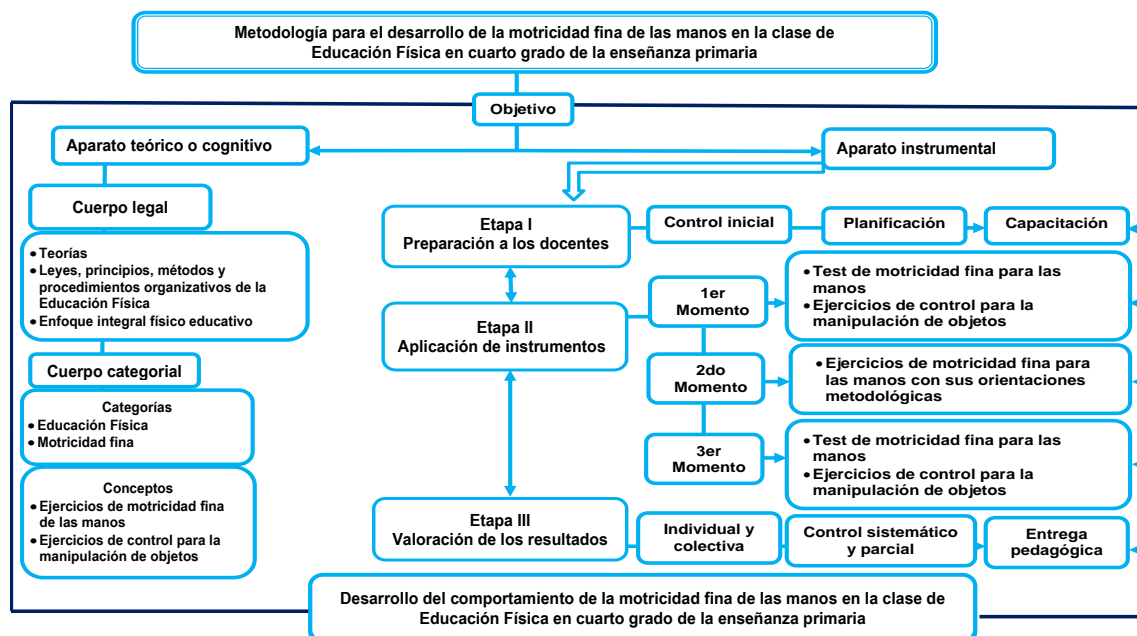 Metodología para el desarrollo de la motricidad fina de las manos en la clase de
Educación Física en cuarto grado de la enseñanza primaria
Objetivo
Aparato teórico o cognitivo
Aparato instrumental
Cuerpo legal
• Teorías
• Leyes, principios, métodos y
procedimientos organizativos de la
Educación Física
• Enfoque integral físico educativo
Cuerpo categorial
Categorías
• Educación Física
• Motricidad fina
Conceptos
• Ejercicios de motricidad fina
de las manos
• Ejercicios de control para la
manipulación de objetos
Etapa I
Preparación a los docentes
Control inicial
Planificación
Capacitación
Etapa II
Aplicación de instrumentos
1er
Momento
• Test de motricidad fina para las
manos
• Ejercicios de control para la
manipulación de objetos
2do
Momento
• Ejercicios de motricidad fina para
las manos con sus orientaciones
metodológicas
3er
Momento
• Test de motricidad fina para las
manos
• Ejercicios de control para la
manipulación de objetos
Etapa III
Valoración de los resultados
Individual y
colectiva
Control sistemático
y parcial
Entrega
pedagógica
Desarrollo del comportamiento de la motricidad fina de las manos en la clase de
Educación Física en cuarto grado de la enseñanza primaria